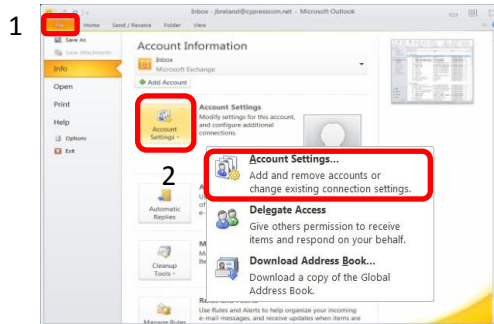 1
Inbox - jbreland@cypresscom.net - Microsoft Outlook
File Home Send / Receive Folder View
Save As
Save Attachments
Info
Open
Print
Help
Options
Exit
Account Information
Inbox
Microsoft Exchange
Add Account
Account Settings
Account Settings
Modify settings for this account,
and configure additional
connections.
2
Account Settings...
Add and remove accounts or
change existing connection settings.
Delegate Access
Give others permission to receive
items and respond on your behalf.
Download Address Book...
Download a copy of the Global
Address Book.
Automatic
Replies
Cleanup
Tools
Manage Rules
Use Rules and Alerts to help organize your incoming
e-mail messages, and receive updates when items are